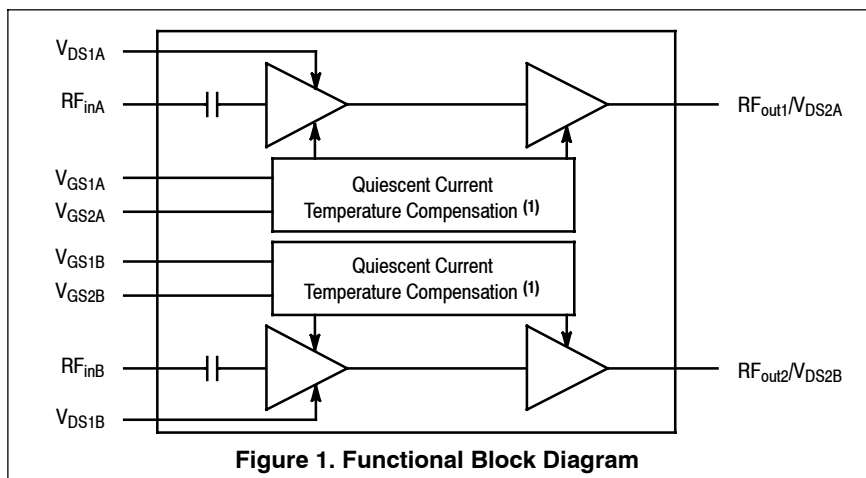 V_DS1A
RF_inA
RF_out1/V_DS2A
V_GS1A
V_GS2A
Quiescent Current
Temperature Compensation (1)
V_GS1B
V_GS2B
Quiescent Current
Temperature Compensation (1)
RF_inB
RF_out2/V_DS2B
V_DS1B
Figure 1. Functional Block Diagram